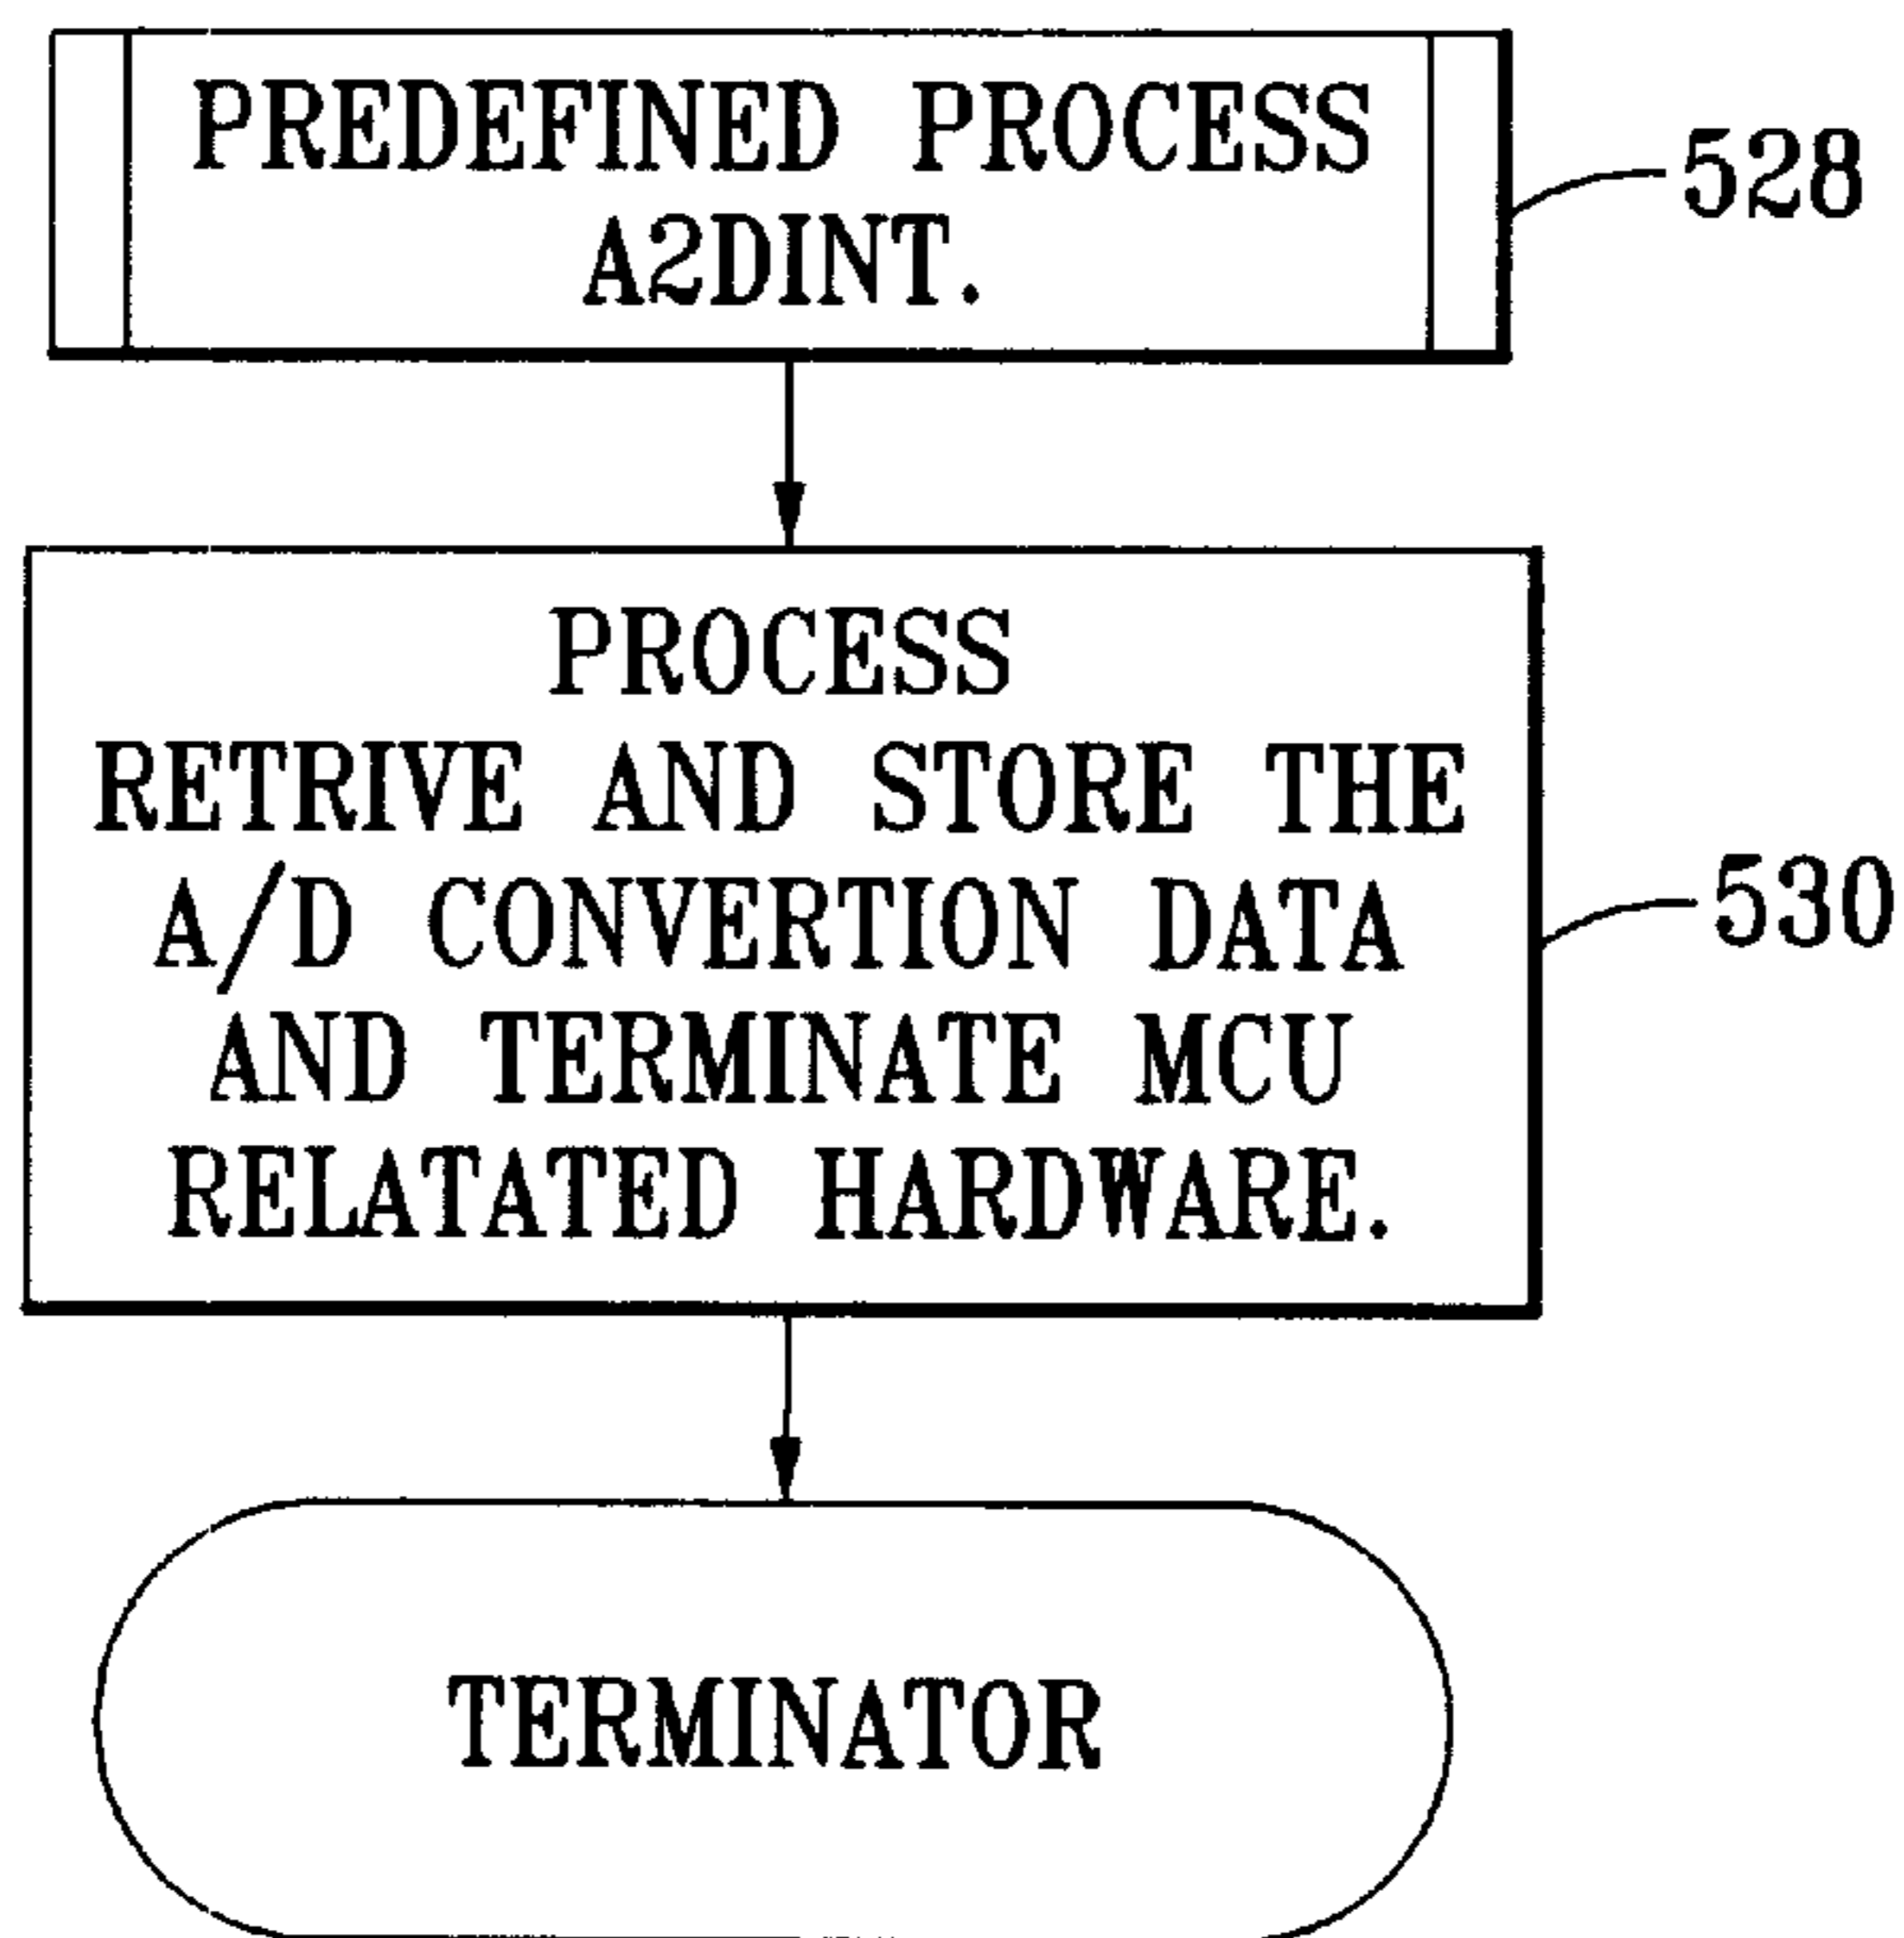 PREDEFINED PROCESS
A2DINT.
528
PROCESS
RETRIVE AND STORE THE
A/D CONVERTION DATA
AND TERMINATE MCU
RELATATED HARDWARE.
530
TERMINATOR